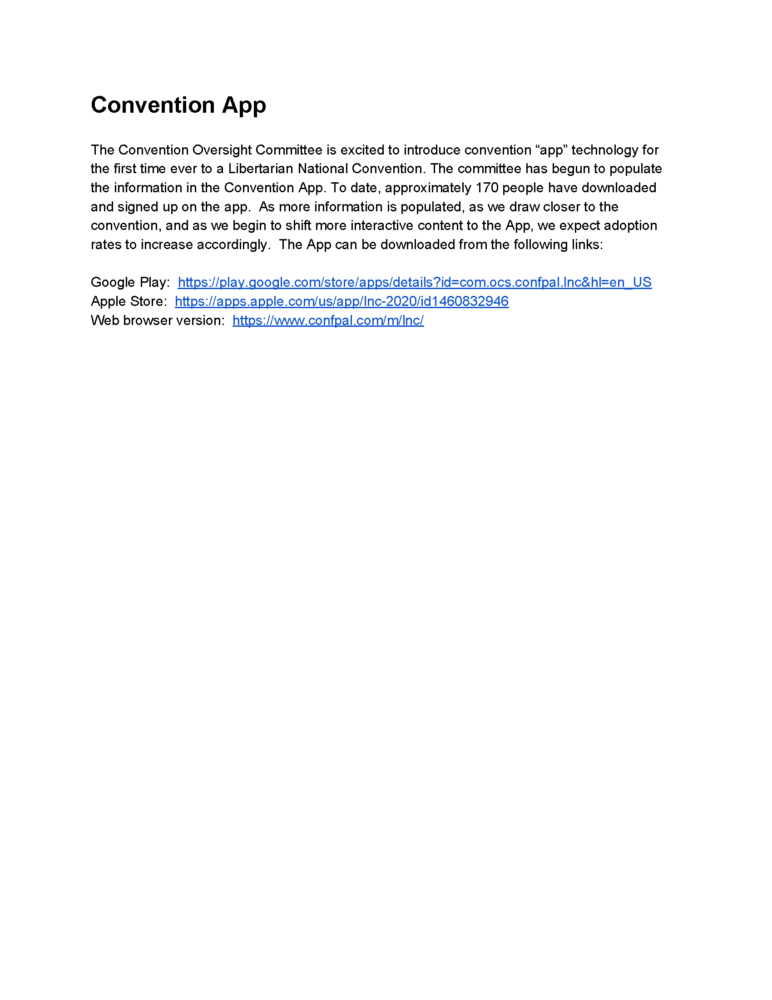 Convention App
The Convention Oversight Committee is excited to introduce convention “app” technology for
the first time ever to a Libertarian National Convention. The committee has begun to populate
the information in the Convention App. To date, approximately 170 people have downloaded
and signed up on the app.  As more information is populated, as we draw closer to the
convention, and as we begin to shift more interactive content to the App, we expect adoption
rates to increase accordingly.  The App can be downloaded from the following links:
Google Play:  https://play.google.com/store/apps/details?id=com.ocs.confpal.lnc&hl=en_US
Apple Store:  https://apps.apple.com/us/app/lnc-2020/id1460832946
Web browser version:  https://www.confpal.com/m/lnc/